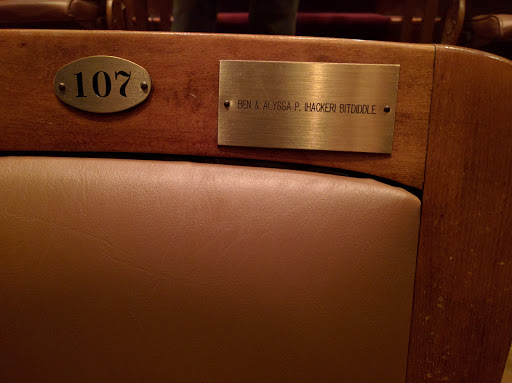 107
BEN & ALYSSA P. (HACKER) BITDIDDLE